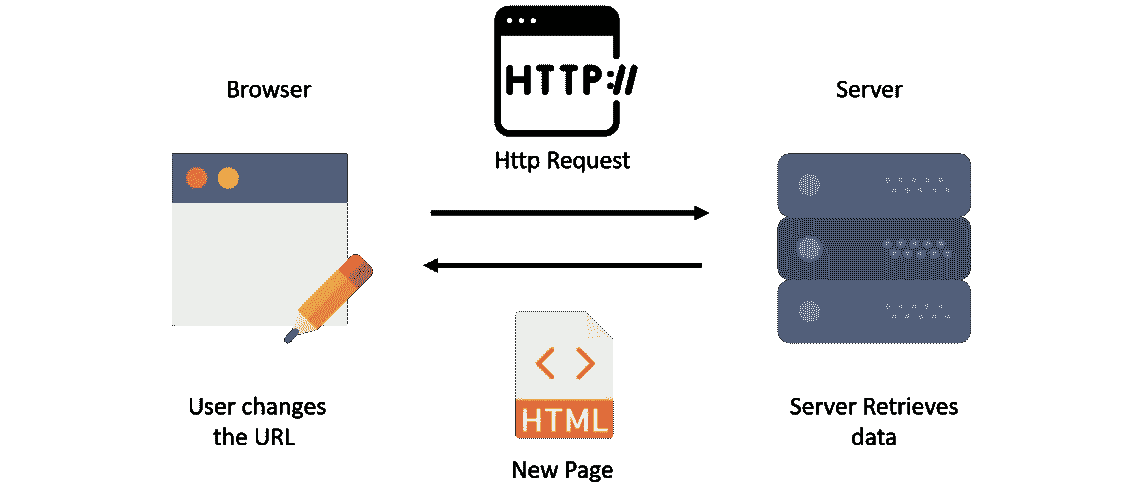 Browser
HTTP://
Http Request
Server
User changes
the URL
HTML
New Page
Server Retrieves
data